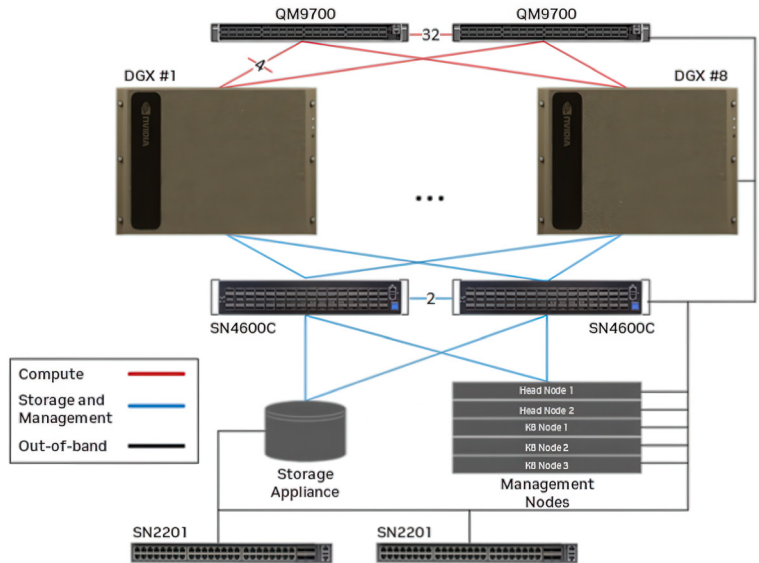 QM9700
QM9700
32
4
DGX #1
DGX #8
NVIDIA
NVIDIA
...
2
SN4600C
SN4600C
Compute
Storage and
Management
Out-of-band
Head Node 1
Head Node 2
K8 Node 1
K8 Node 2
K8 Node 3
Storage
Appliance
Management
Nodes
SN2201
SN2201